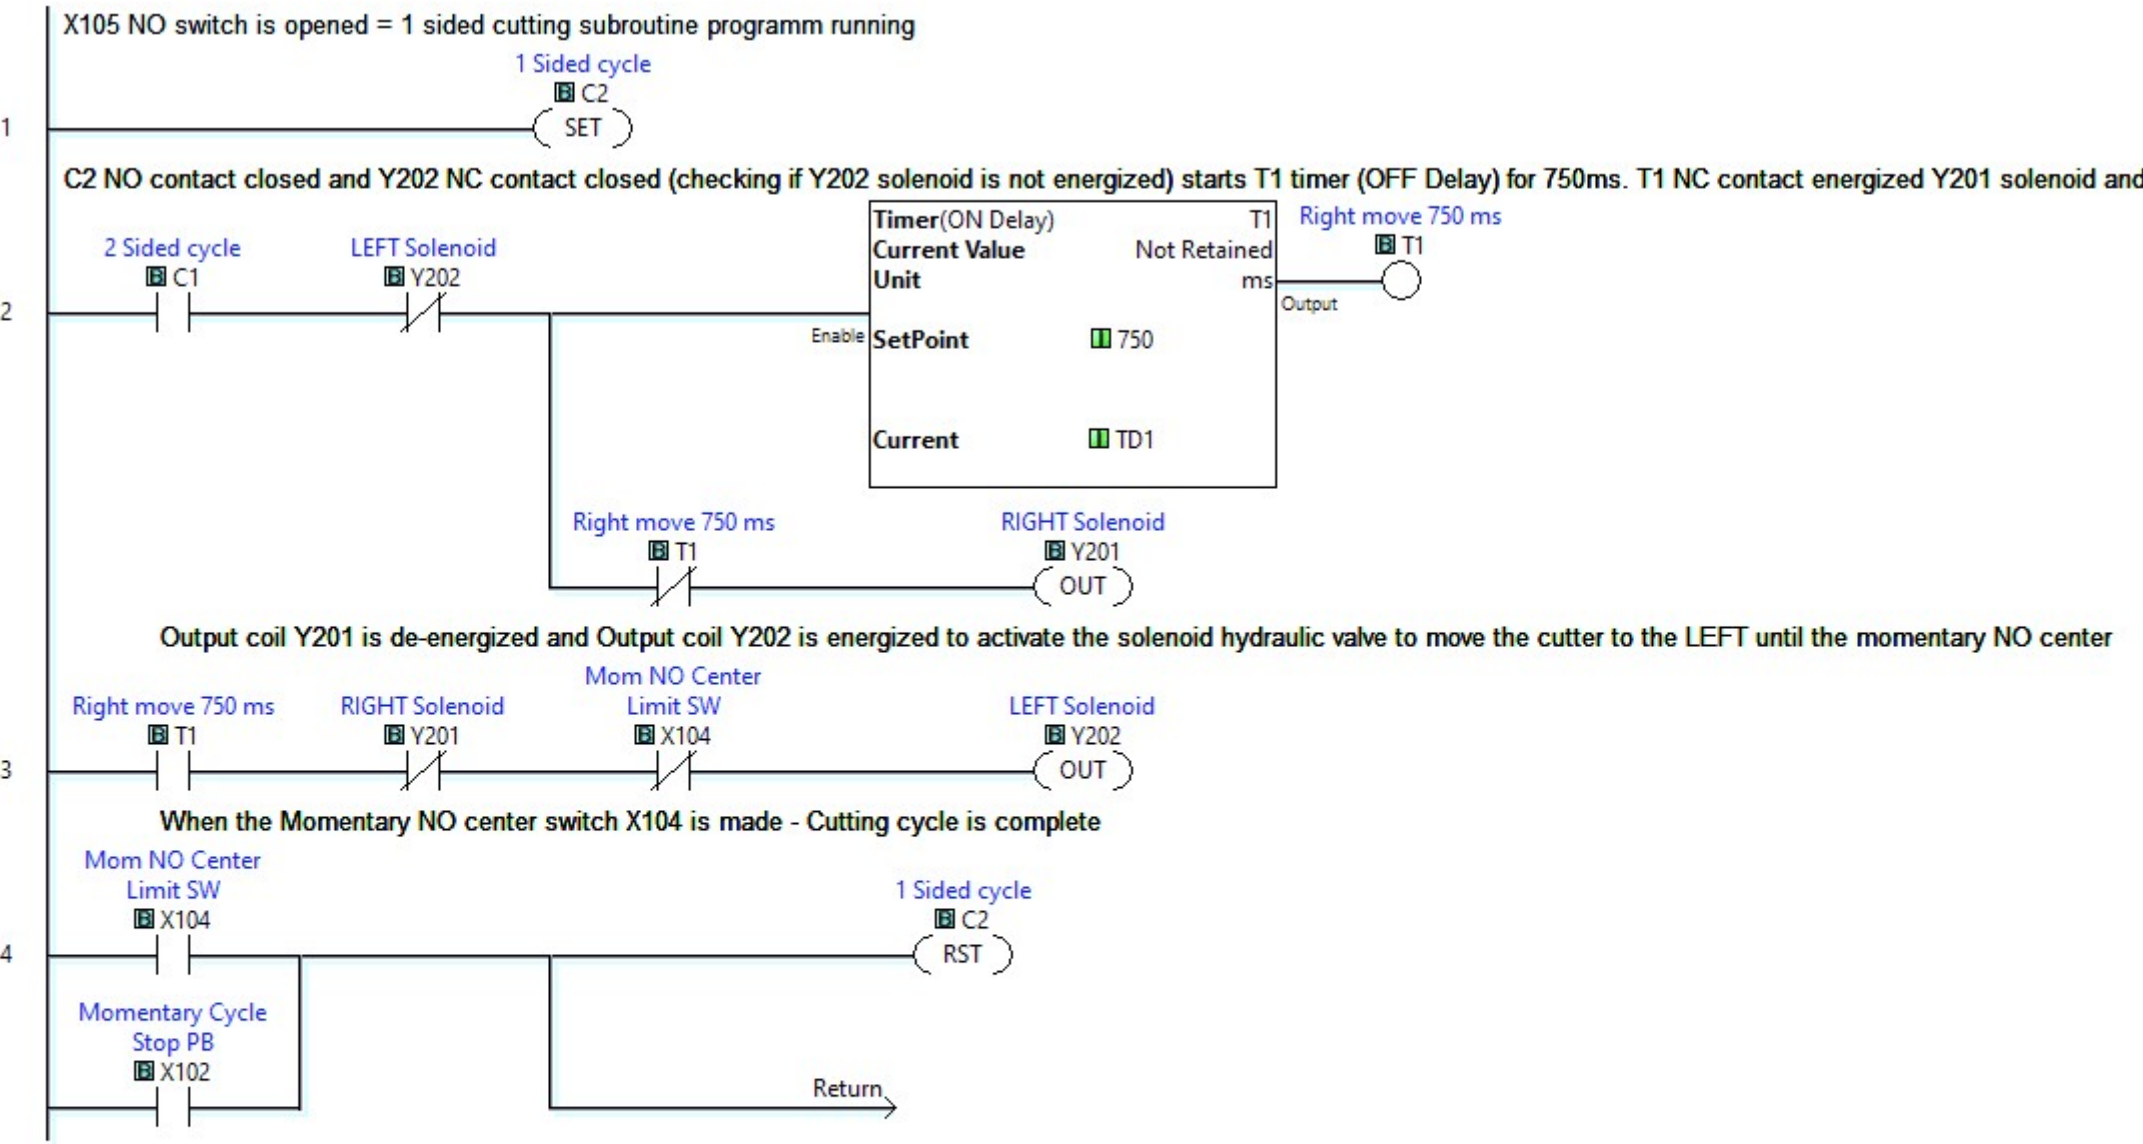 X105 NO switch is opened = 1 sided cutting subroutine programm running
1 Sided cycle
B C2
1
SET
C2 NO contact closed and Y202 NC contact closed (checking if Y202 solenoid is not energized) starts T1 timer (OFF Delay) for 750ms. T1 NC contact energized Y201 solenoid and
Timer(ON Delay) T1
Current Value Not Retained
Unit ms
Right move 750 ms
B T1
Output
2 Sided cycle
B C1
LEFT Solenoid
B Y202
2
Enable
SetPoint 750
Current TD1
Right move 750 ms
B T1
RIGHT Solenoid
B Y201
OUT
Output coil Y201 is de-energized and Output coil Y202 is energized to activate the solenoid hydraulic valve to move the cutter to the LEFT until the momentary NO center
Right move 750 ms
B T1
RIGHT Solenoid
B Y201
Mom NO Center
Limit SW
B X104
LEFT Solenoid
B Y202
3
OUT
When the Momentary NO center switch X104 is made - Cutting cycle is complete
Mom NO Center
Limit SW
B X104
1 Sided cycle
B C2
4
RST
Momentary Cycle
Stop PB
B X102
Return